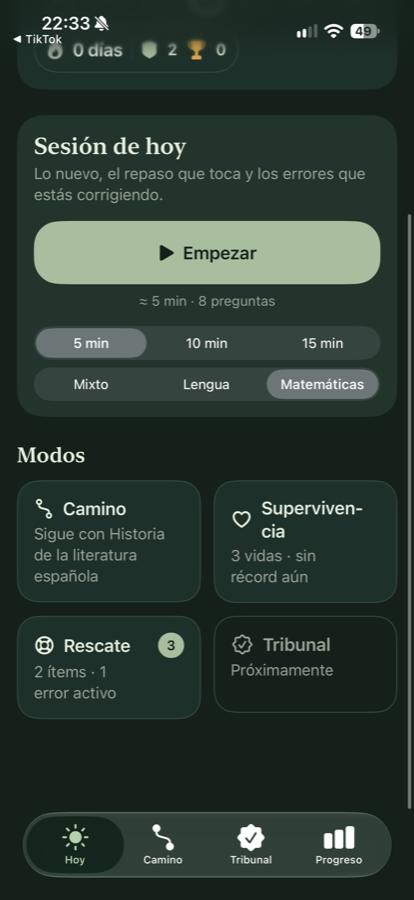 22:33
◀ TikTok
49
0 días 2 0
Sesión de hoy
Lo nuevo, el repaso que toca y los errores que
estás corrigiendo.
Empezar
≈ 5 min · 8 preguntas
5 min 10 min 15 min
Mixto Lengua Matemáticas
Modos
Camino
Sigue con Historia
de la literatura
española
Superviven-
cia
3 vidas · sin
récord aún
Rescate 3
2 ítems · 1
error activo
Tribunal
Próximamente
Hoy Camino Tribunal Progreso